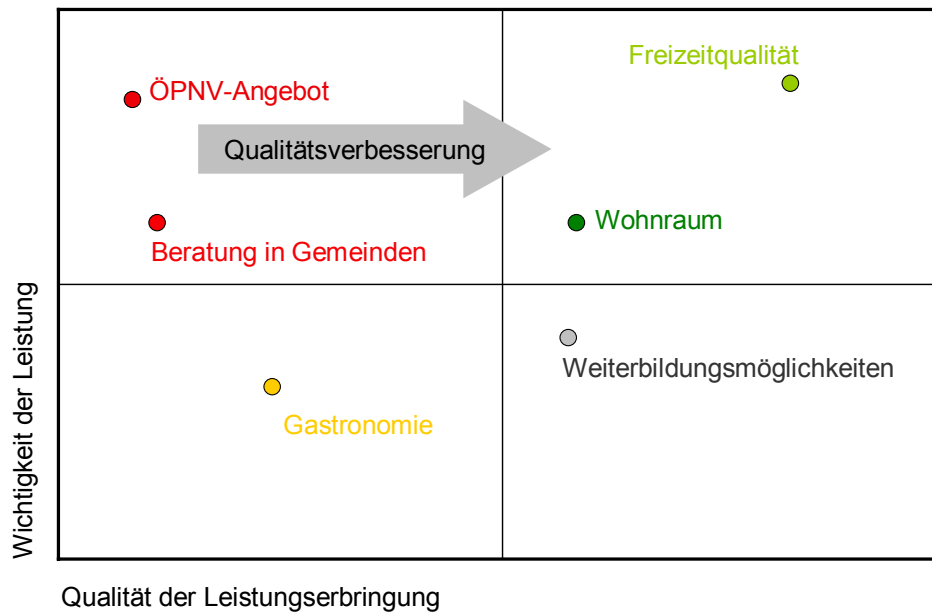 Freizeitqualität
ÖPNV-Angebot
Qualitätsverbesserung
Wohnraum
Beratung in Gemeinden
Weiterbildungsmöglichkeiten
Gastronomie
Wichtigkeit der Leistung
Qualität der Leistungserbringung